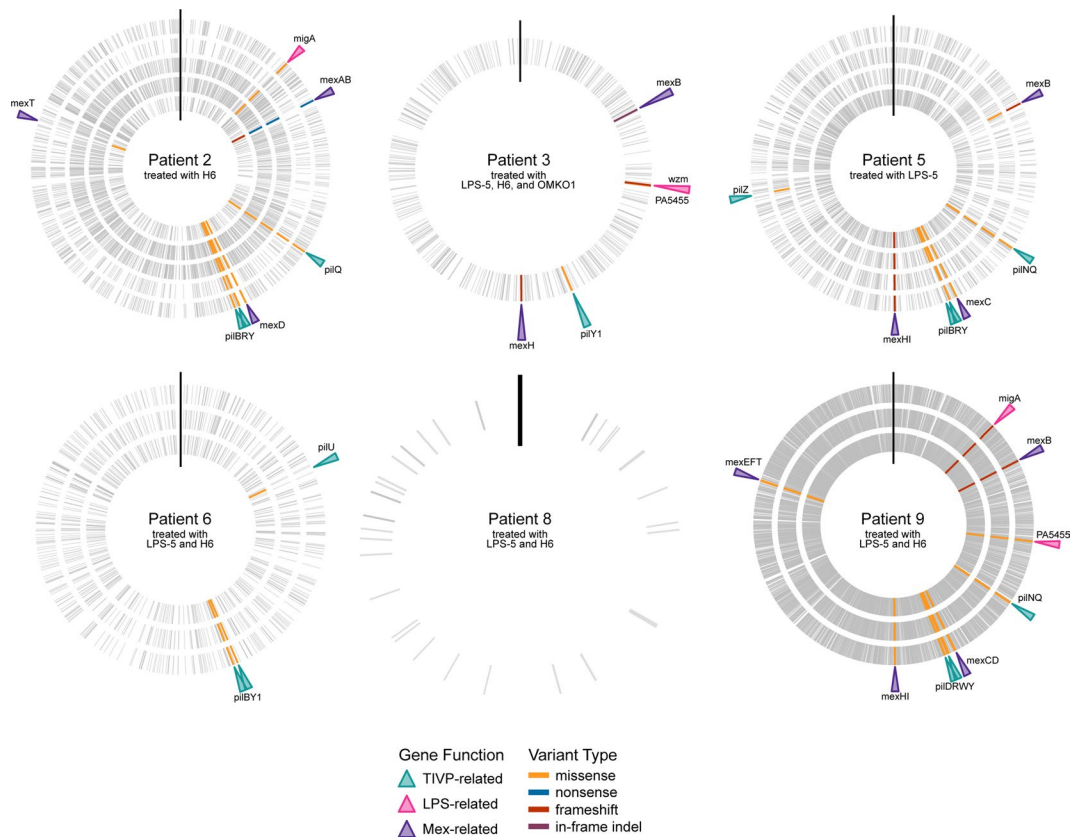 migA
mexAB
mexT
Patient 2
treated with H6
pilQ
mexD
pilBRY
mexB
Patient 3
treated with
LPS-5, H6, and OMKO1
wzm
PA5455
pilY1
mexH
mexB
Patient 5
treated with LPS-5
pilZ
pilNQ
mexC
pilBRY
mexHI
pilU
Patient 6
treated with
LPS-5 and H6
pilBY1
Patient 8
treated with
LPS-5 and H6
migA
mexB
mexEFT
Patient 9
treated with
LPS-5 and H6
PA5455
pilNQ
mexCD
pilDRWY
mexHI
Gene Function
TIVP-related
LPS-related
Mex-related
Variant Type
missense
nonsense
frameshift
in-frame indel